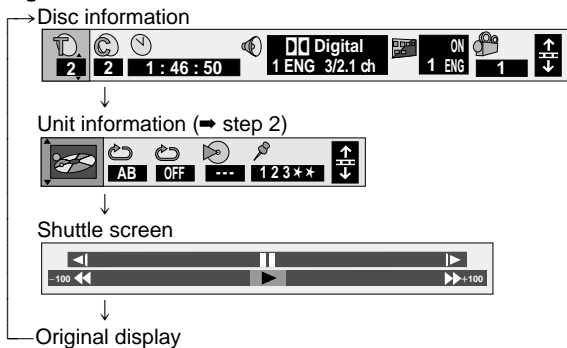 Disc information
T C DD Digital ON
2 2 1 : 46 : 50 1 ENG 3/2.1 ch 1 ENG 1
Unit information (➡ step 2)
AB OFF --- 1 2 3 ✶ ✶
Shuttle screen
–100 +100
Original display